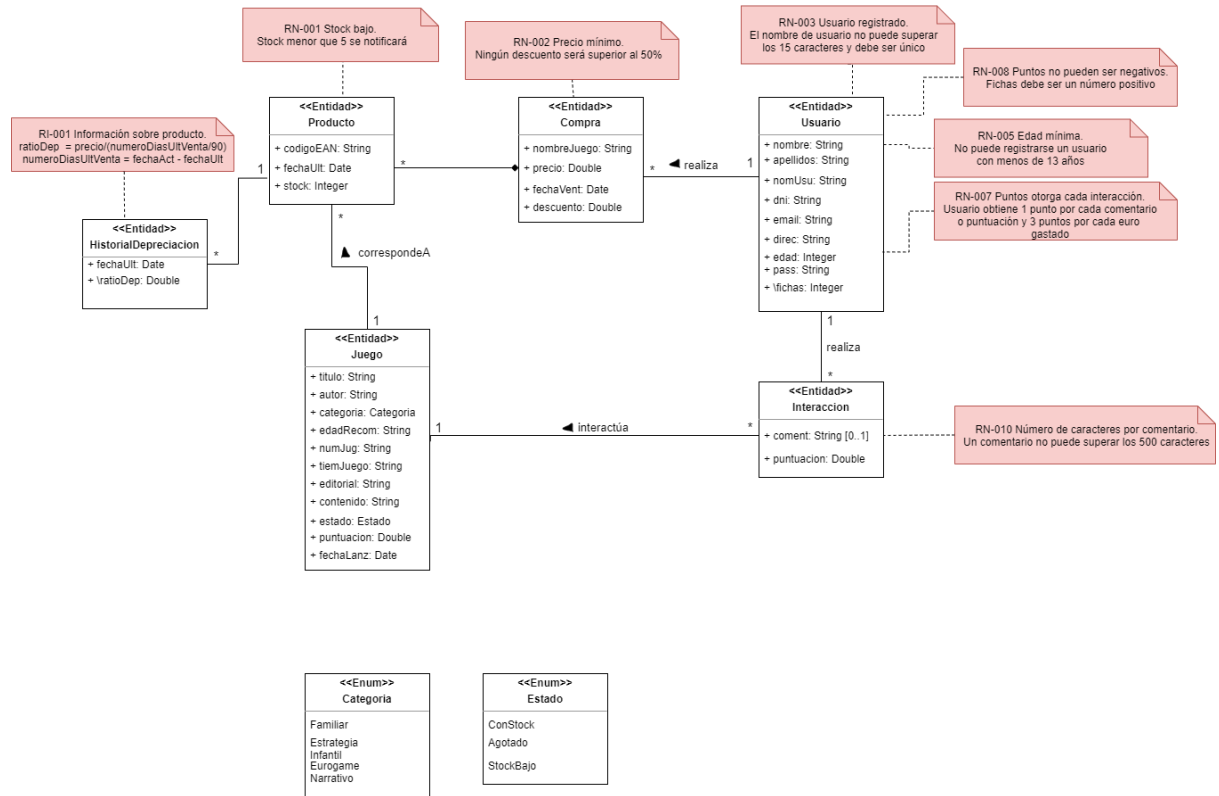 RN-001 Stock bajo.
Stock menor que 5 se notificará
RN-002 Precio mínimo.
Ningún descuento será superior al 50%
RN-003 Usuario registrado.
El nombre de usuario no puede superar
los 15 caracteres y debe ser único
RN-008 Puntos no pueden ser negativos.
Fichas debe ser un número positivo
RN-005 Edad mínima.
No puede registrarse un usuario
con menos de 13 años
RN-007 Puntos otorga cada interacción.
Usuario obtiene 1 punto por cada comentario
o puntuación y 3 puntos por cada euro
gastado
RI-001 Información sobre producto.
ratioDep = precio/(numeroDiasUltVenta/90)
numeroDiasUltVenta = fechaAct - fechaUlt
<<Entidad>>
Producto
+ codigoEAN: String
+ fechaUlt: Date
+ stock: Integer
<<Entidad>>
Compra
+ nombreJuego: String
+ precio: Double
+ fechaVent: Date
+ descuento: Double
<<Entidad>>
Usuario
+ nombre: String
+ apellidos: String
+ nomUsu: String
+ dni: String
+ email: String
+ direc: String
+ edad: Integer
+ pass: String
+ \fichas: Integer
<<Entidad>>
HistorialDepreciacion
+ fechaUlt: Date
+ \ratioDep: Double
1
*
*
*
realiza
1
*
correspondeA
1
1
realiza
*
<<Entidad>>
Juego
+ titulo: String
+ autor: String
+ categoria: Categoria
+ edadRecom: String
+ numJug: String
+ tiemJuego: String
+ editorial: String
+ contenido: String
+ estado: Estado
+ puntuacion: Double
+ fechaLanz: Date
1
interactúa
*
<<Entidad>>
Interaccion
+ coment: String [0..1]
+ puntuacion: Double
RN-010 Número de caracteres por comentario.
Un comentario no puede superar los 500 caracteres
<<Enum>>
Categoria
Familiar
Estrategia
Infantil
Eurogame
Narrativo
<<Enum>>
Estado
ConStock
Agotado
StockBajo